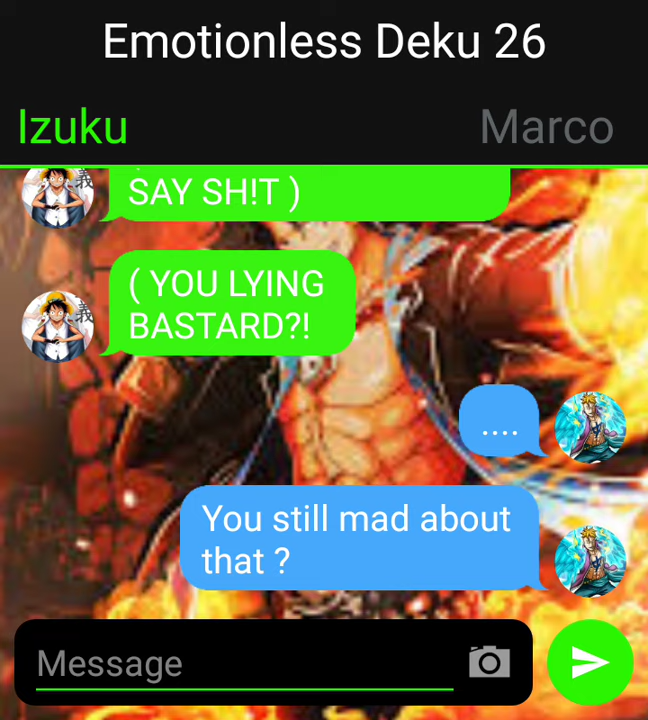 Emotionless Deku 26
Izuku
Marco
SAY SH!T )
( YOU LYING
BASTARD?!
....
You still mad about
that ?
Message